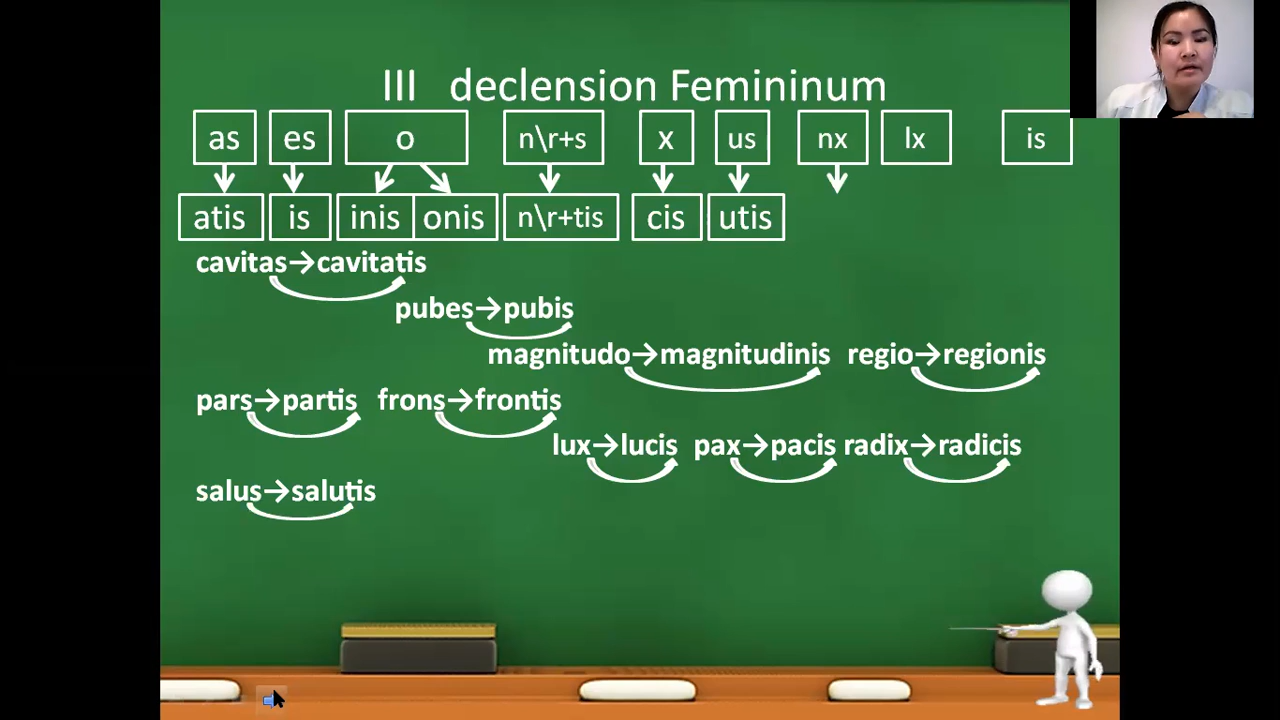 III declension Femininum
as es o n\r+s x us nx lx is
atis is inis onis n\r+tis cis utis
cavitas→cavitatis
pubes→pubis
magnitudo→magnitudinis regio→regionis
pars→partis frons→frontis
lux→lucis pax→pacis radix→radicis
salus→salutis